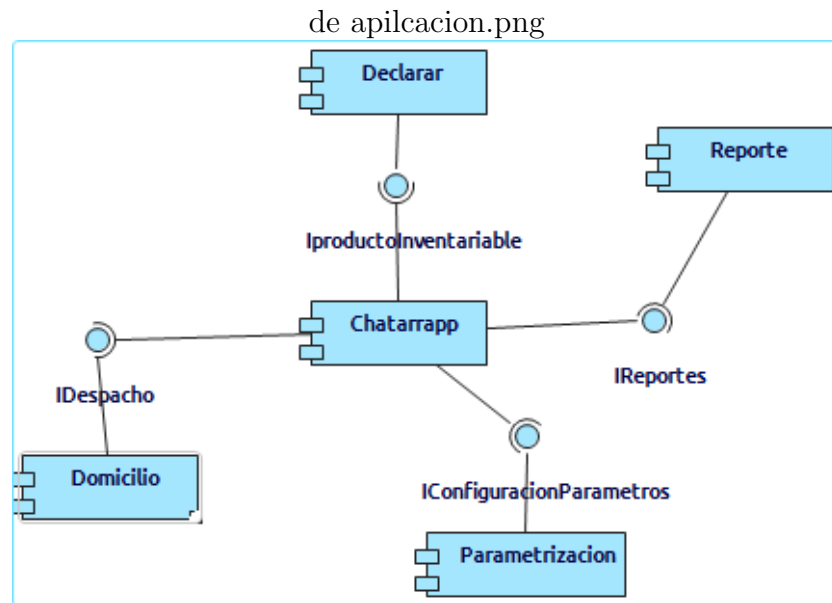 de apilcacion.png
Declarar
Reporte
IproductoInventariable
Chatarrapp
IReportes
IDespacho
Domicilio
IConfiguracionParametros
Parametrizacion